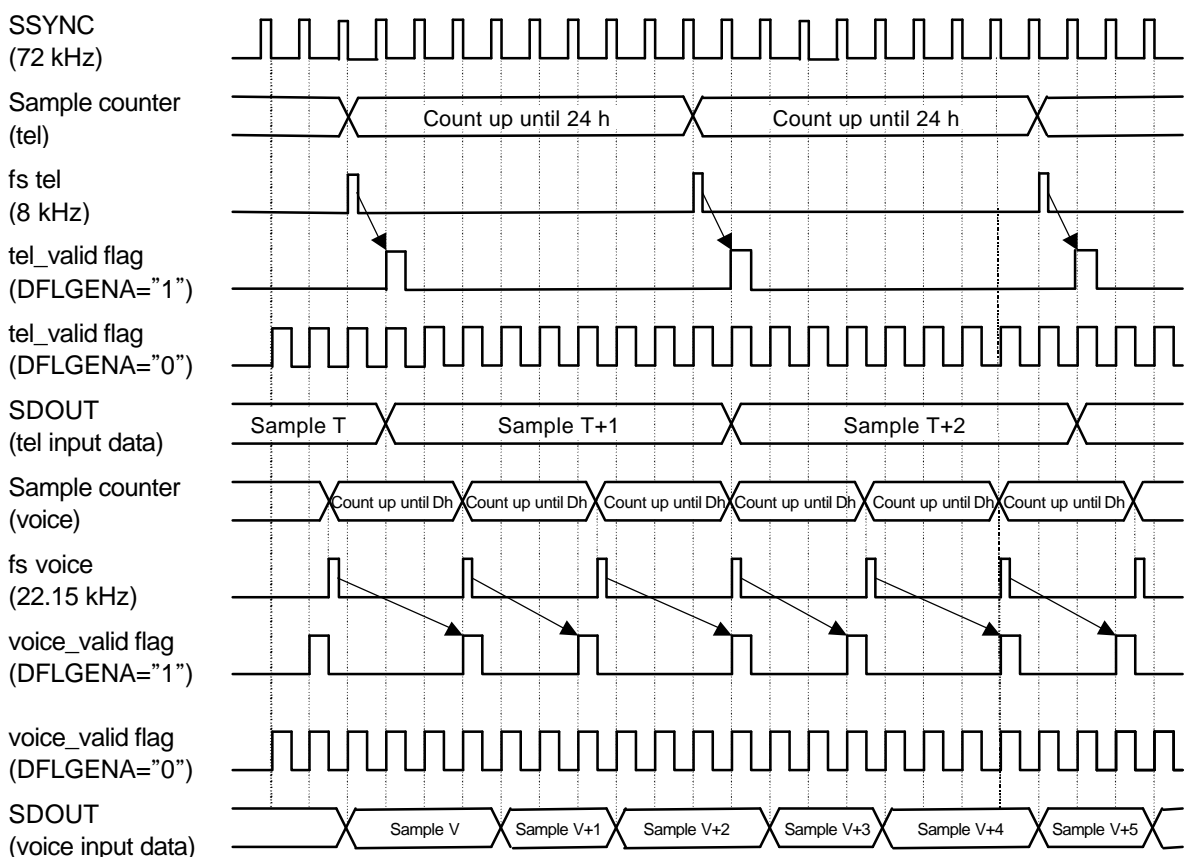 SSYNC
(72 kHz)
Sample counter
(tel)
Count up until 24 h
Count up until 24 h
fs tel
(8 kHz)
tel_valid flag
(DFLGENA=”1”)
tel_valid flag
(DFLGENA=”0”)
SDOUT
(tel input data)
Sample T
Sample T+1
Sample T+2
Sample counter
(voice)
Count up until Dh
Count up until Dh
Count up until Dh
Count up until Dh
Count up until Dh
Count up until Dh
fs voice
(22.15 kHz)
voice_valid flag
(DFLGENA=”1”)
voice_valid flag
(DFLGENA=”0”)
SDOUT
(voice input data)
Sample V
Sample V+1
Sample V+2
Sample V+3
Sample V+4
Sample V+5